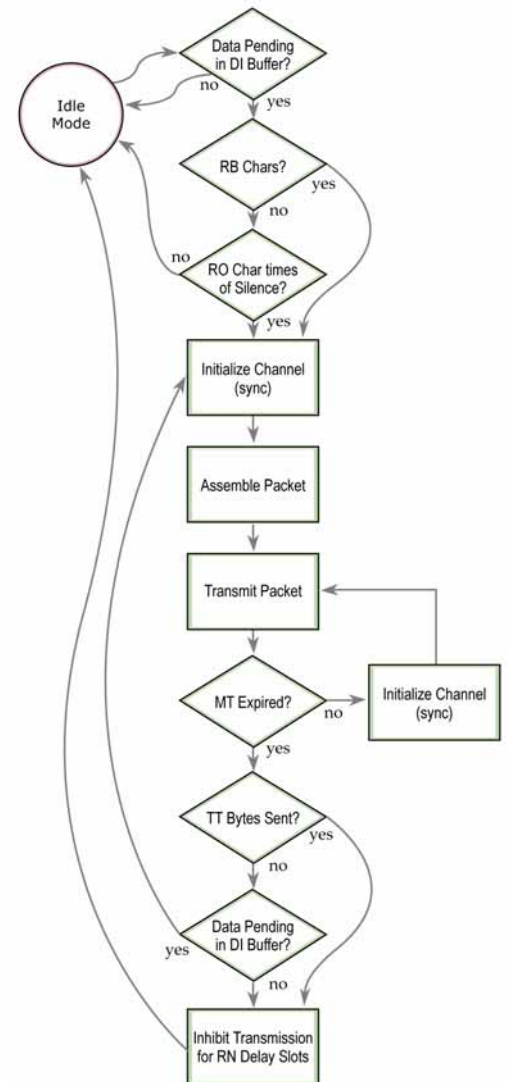 Data Pending
in DI Buffer?
no
yes
Idle
Mode
RB Chars?
yes
no
no
RO Char times
of Silence?
yes
Initialize Channel
(sync)
Assemble Packet
Transmit Packet
MT Expired?
no
Initialize Channel
(sync)
yes
TT Bytes Sent?
yes
no
Data Pending
in DI Buffer?
yes
no
Inhibit Transmission
for RN Delay Slots